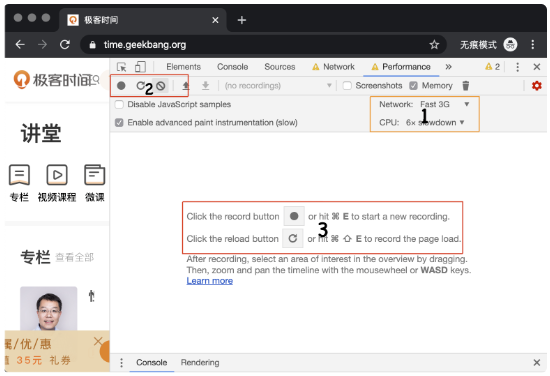 极客时间
time.geekbang.org
无痕模式
极客时间
Elements Console Sources Network Performance » 2
2
(no recordings) Screenshots Memory
Disable JavaScript samples
Network: Fast 3G
Enable advanced paint instrumentation (slow)
CPU: 6× slowdown
1
讲堂
专栏 视频课程 微课
Click the record button or hit ⌘ E to start a new recording.
Click the reload button or hit ⌘ ⇧ E to record the page load.
3
After recording, select an area of interest in the overview by dragging.
Then, zoom and pan the timeline with the mousewheel or WASD keys.
Learn more
专栏 查看全部
属/优/惠
值 35元 礼券
Console Rendering